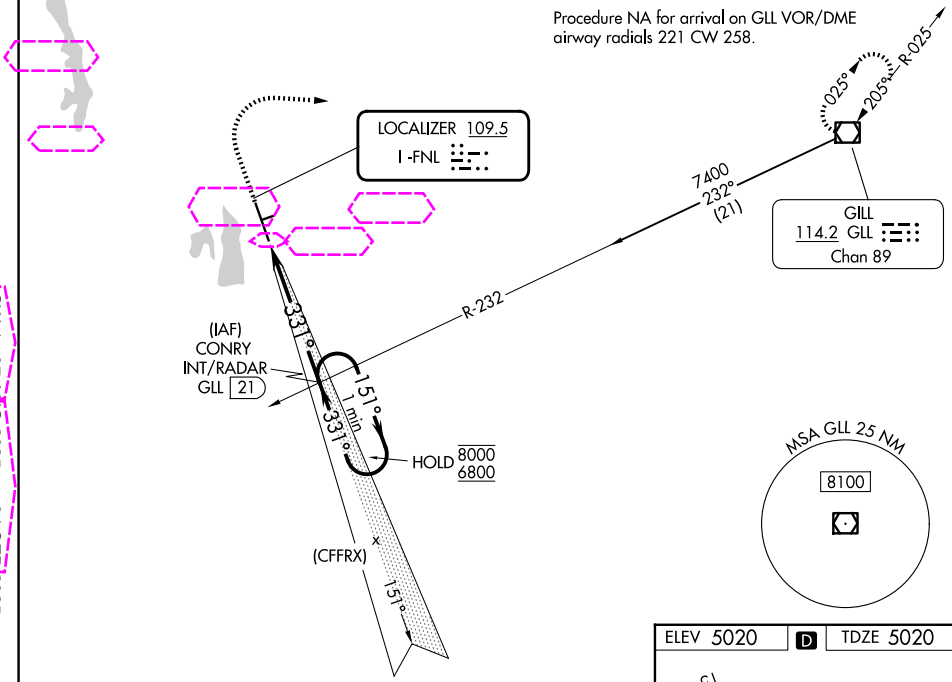 Procedure NA for arrival on GLL VOR/DME
airway radials 221 CW 258.
R-025
025°
205°
LOCALIZER 109.5
I-FNL
7400
232°
(21)
GILL
114.2 GLL
Chan 89
R-232
331°
(IAF)
CONRY
INT/RADAR
GLL 21
151°
1 min
331°
HOLD 8000
6800
MSA GLL 25 NM
8100
(CFFRX)
x
151°
ELEV 5020
D
TDZE 5020